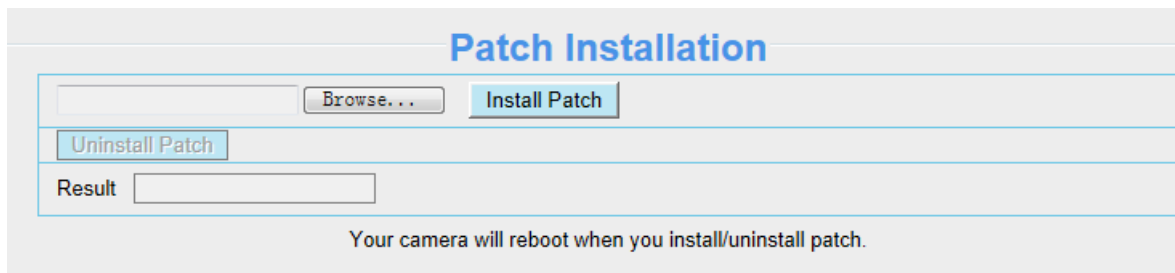 Patch Installation
Browse... Install Patch
Uninstall Patch
Result
Your camera will reboot when you install/uninstall patch.